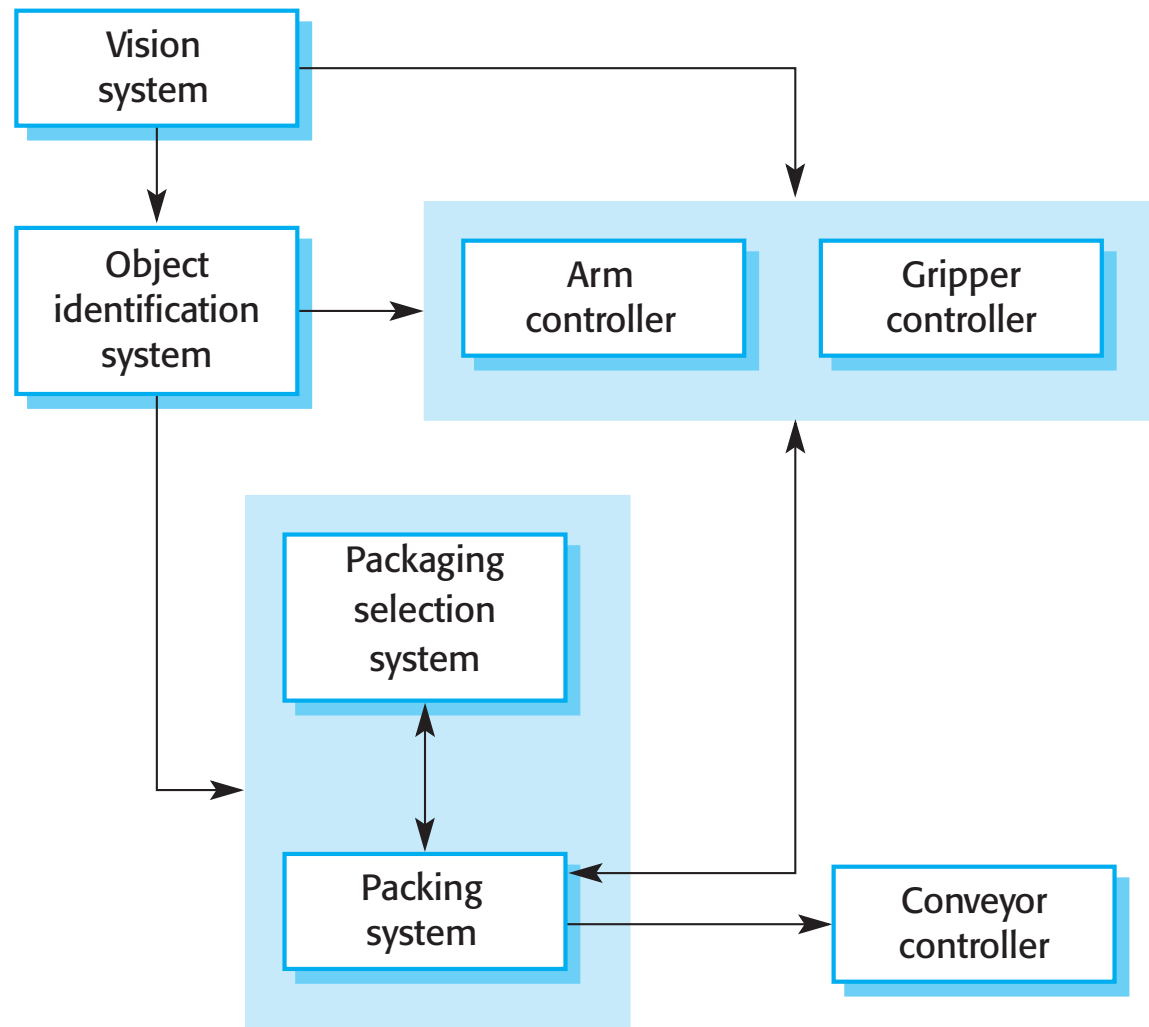 Vision
system
Object
identification
system
Arm
controller
Gripper
controller
Packaging
selection
system
Packing
system
Conveyor
controller